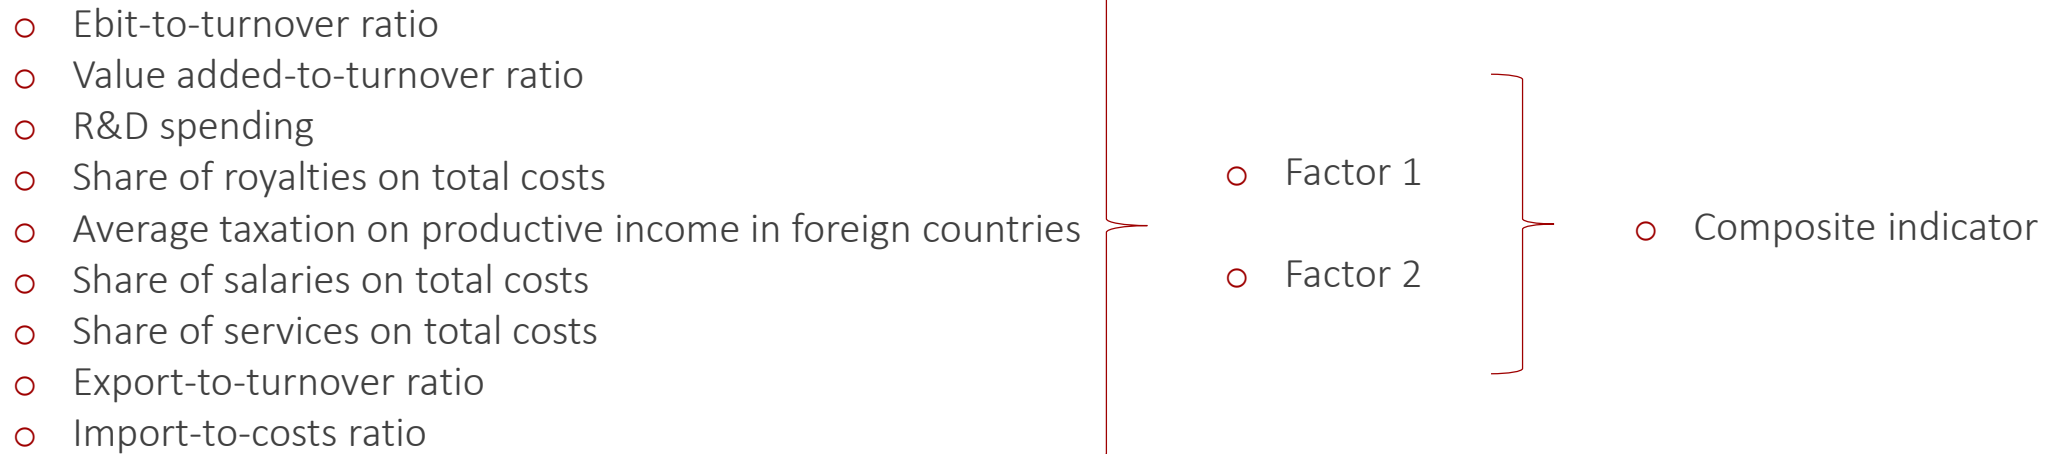 Ebit-to-turnover ratio
Value added-to-turnover ratio
R&D spending
Share of royalties on total costs
Average taxation on productive income in foreign countries
Share of salaries on total costs
Share of services on total costs
Export-to-turnover ratio
Import-to-costs ratio
Factor 1
Factor 2
Composite indicator